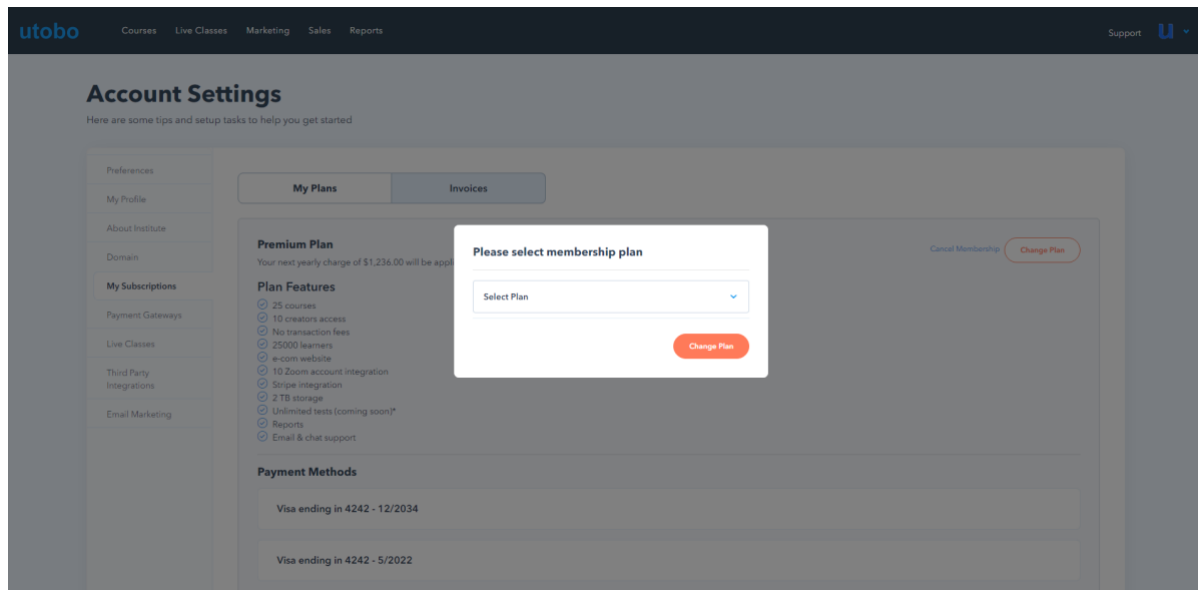 utobo
Courses Live Classes Marketing Sales Reports
Support
Account Settings
Here are some tips and setup tasks to help you get started
Preferences
My Profile
About Institute
Domain
My Subscriptions
Payment Gateways
Live Classes
Third Party
Integrations
Email Marketing
My Plans Invoices
Premium Plan
Cancel Membership Change Plan
Your next yearly charge of $1,236.00 will be appli
Plan Features
25 courses
10 creators access
No transaction fees
25000 learners
e-com website
10 Zoom account integration
Stripe integration
2 TB storage
Unlimited tests (coming soon)*
Reports
Email & chat support
Please select membership plan
Select Plan
Change Plan
Payment Methods
Visa ending in 4242 - 12/2034
Visa ending in 4242 - 5/2022